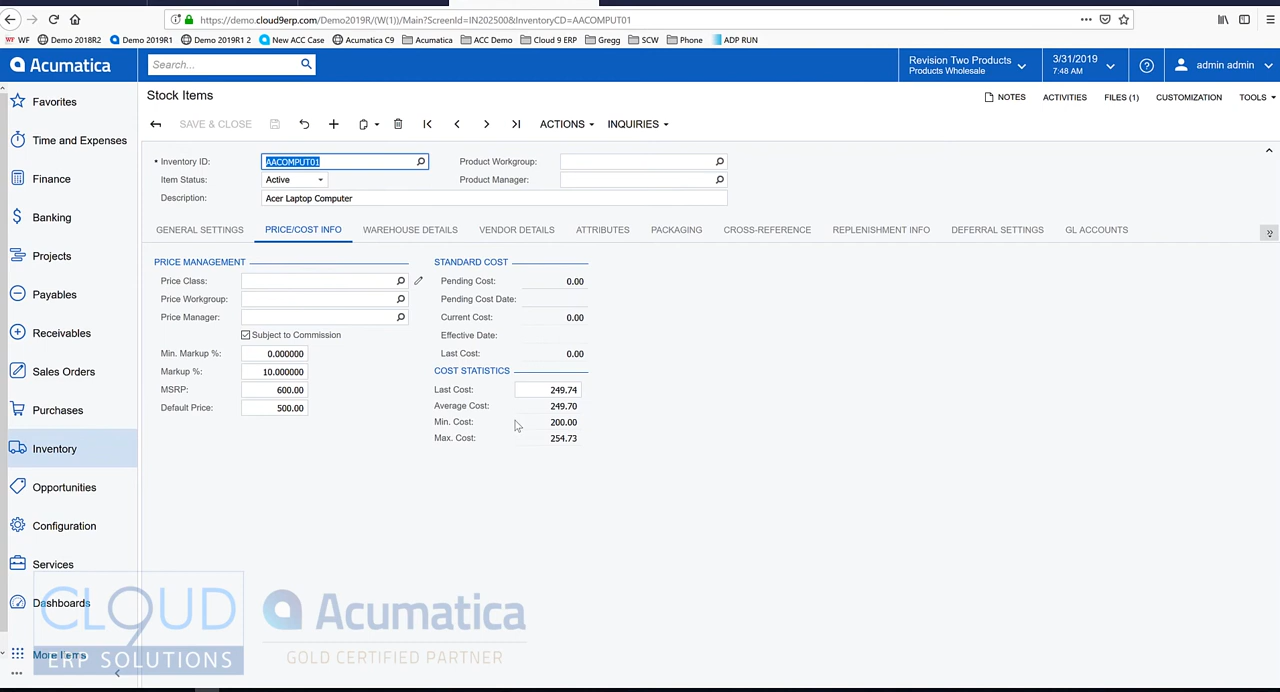 https://demo.cloud9erp.com/Demo2019R/(W(1))/Main?ScreenId=IN202500&InventoryCD=AACOMPUT01
WF WF Demo 2018R2 Demo 2019R1 Demo 2019R1 2 New ACC Case Acumatica C9 Acumatica ACC Demo Cloud 9 ERP Gregg SCW Phone ADP RUN
Acumatica Search... Revision Two Products 3/31/2019 admin admin
Products Wholesale 7:48 AM
Favorites
Time and Expenses
Finance
Banking
Projects
Payables
Receivables
Sales Orders
Purchases
Inventory
Opportunities
Configuration
Services
Dashboards
More Items
Stock Items NOTES ACTIVITIES FILES (1) CUSTOMIZATION TOOLS
SAVE & CLOSE ACTIONS INQUIRIES
• Inventory ID: AACOMPUT01 Product Workgroup:
Item Status: Active Product Manager:
Description: Acer Laptop Computer
GENERAL SETTINGS PRICE/COST INFO WAREHOUSE DETAILS VENDOR DETAILS ATTRIBUTES PACKAGING CROSS-REFERENCE REPLENISHMENT INFO DEFERRAL SETTINGS GL ACCOUNTS
PRICE MANAGEMENT
Price Class:
Price Workgroup:
Price Manager:
Subject to Commission
Min. Markup %: 0.000000
Markup %: 10.000000
MSRP: 600.00
Default Price: 500.00
STANDARD COST
Pending Cost: 0.00
Pending Cost Date:
Current Cost: 0.00
Effective Date:
Last Cost: 0.00
COST STATISTICS
Last Cost: 249.74
Average Cost: 249.70
Min. Cost: 200.00
Max. Cost: 254.73
CLOUD 9
ERP SOLUTIONS
Acumatica
GOLD CERTIFIED PARTNER